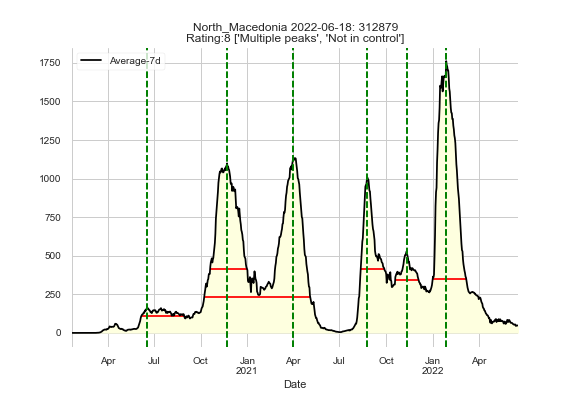 North_Macedonia 2022-06-18: 312879
Rating:8 ['Multiple peaks', 'Not in control']
Average-7d
1750
1500
1250
1000
750
500
250
0
Apr Jul Oct Jan Apr Jul Oct Jan Apr
2021 2022
Date